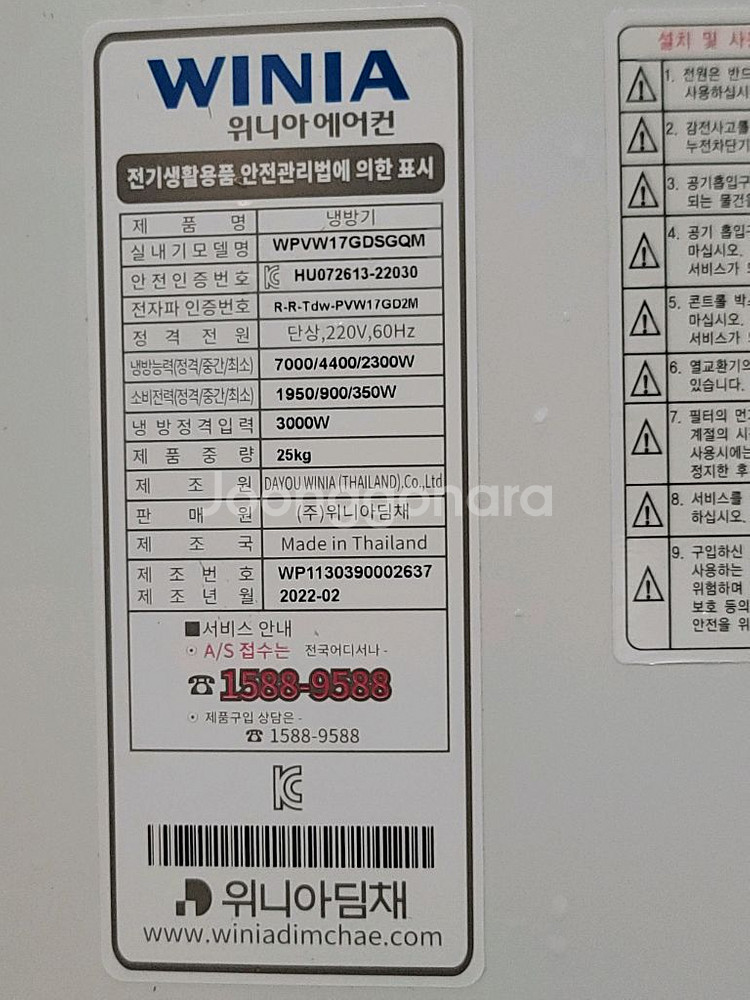 WINIA
위니아에어컨
전기생활용품 안전관리법에 의한 표시
제 품 명 냉방기
실내기모델명 WPVW17GDSGQM
안전인증번호 HU072613-22030
전자파 인증번호 R-R-Tdw-PVW17GD2M
정 격 전 원 단상,220V,60Hz
냉방능력(정격/중간/최소) 7000/4400/2300W
소비전력(정격/중간/최소) 1950/900/350W
냉방정격입력 3000W
제 품 중 량 25kg
제 조 원 DAYOU WINIA (THAILAND).Co.,Ltd
판 매 원 (주)위니아딤채
제 조 국 Made in Thailand
제 조 번 호 WP1130390002637
제 조 년 월 2022-02
■서비스 안내
A/S 접수는 전국어디서나 -
☎ 1588-9588
제품구입 상담은 -
☎ 1588-9588
위니아딤채
www.winiadimchae.com
Joonggonara
설치 및 사
1. 전원은 반드
사용하십시
2. 감전사고를
누전차단기
3. 공기흡입구
되는 물건을
4. 공기 흡입구
마십시오.
서비스가
5. 콘트롤 박스
마십시오.
서비스가
6. 열교환기의
있습니다.
7. 필터의 먼지
계절의 시
사용시에는
정지한 후
8. 서비스를
하십시오.
9. 구입하신
사용하는
위험하며
보호 등의
안전을 위